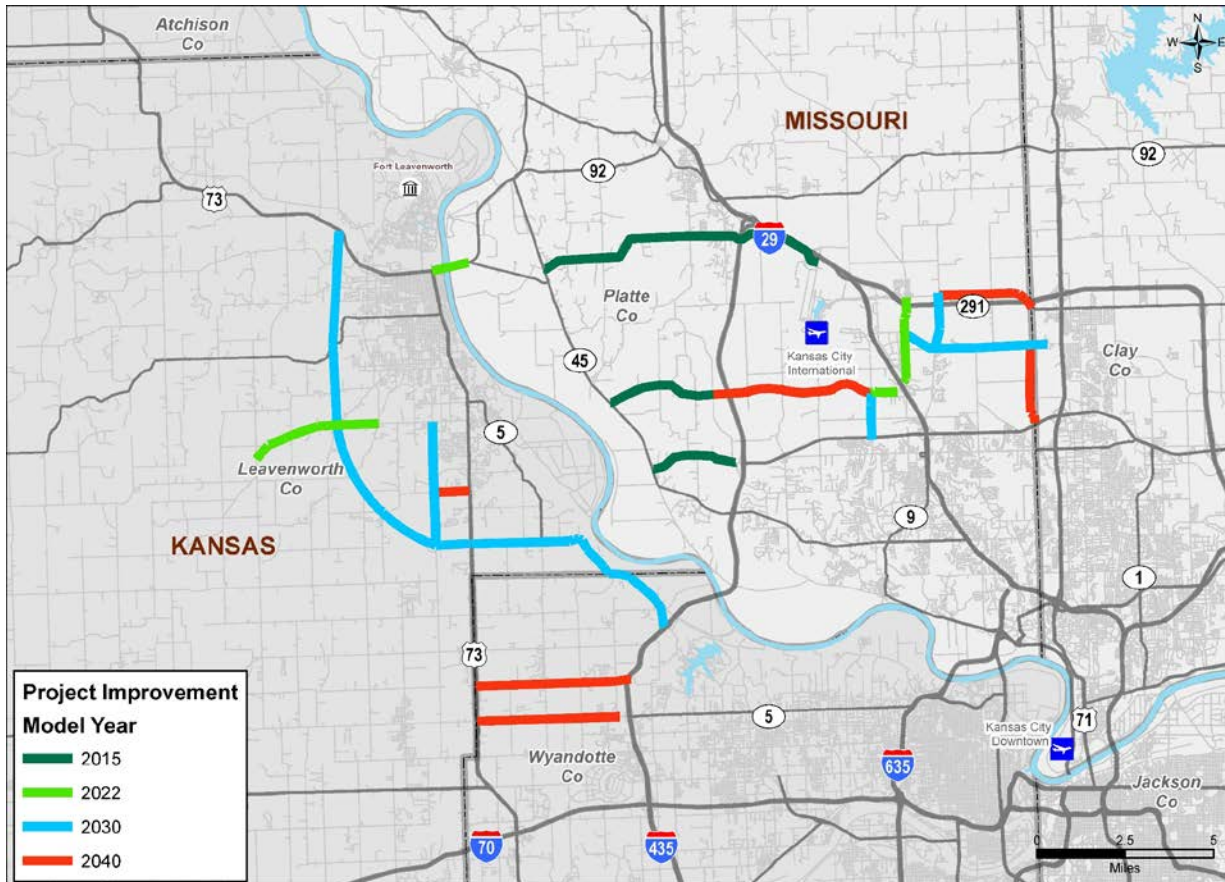 Atchison
Co
N
W E
S
MISSOURI
Fort Leavenworth
92
92
73
29
Platte
Co
291
Kansas City
International
45
Clay
Co
5
Leavenworth
Co
9
KANSAS
1
73
Project Improvement
Model Year
2015
2022
2030
2040
5
Kansas City
Downtown
71
Wyandotte
Co
635
Jackson
Co
70
435
0 2.5 5
Miles